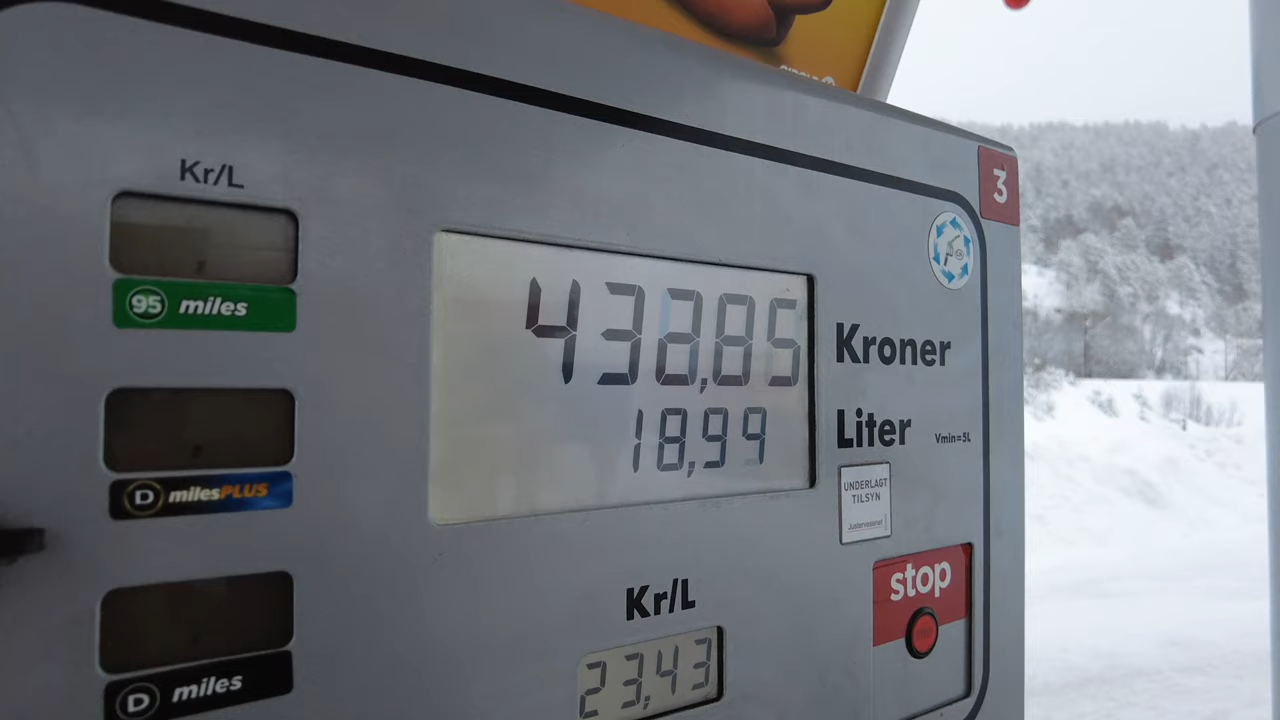 3
Kr/L
95 miles
D milesPLUS
D miles
438,85 Kroner
18,99 Liter Vmin=5L
UNDERLAGT
TILSYN
Justervesenet
stop
Kr/L
23,43